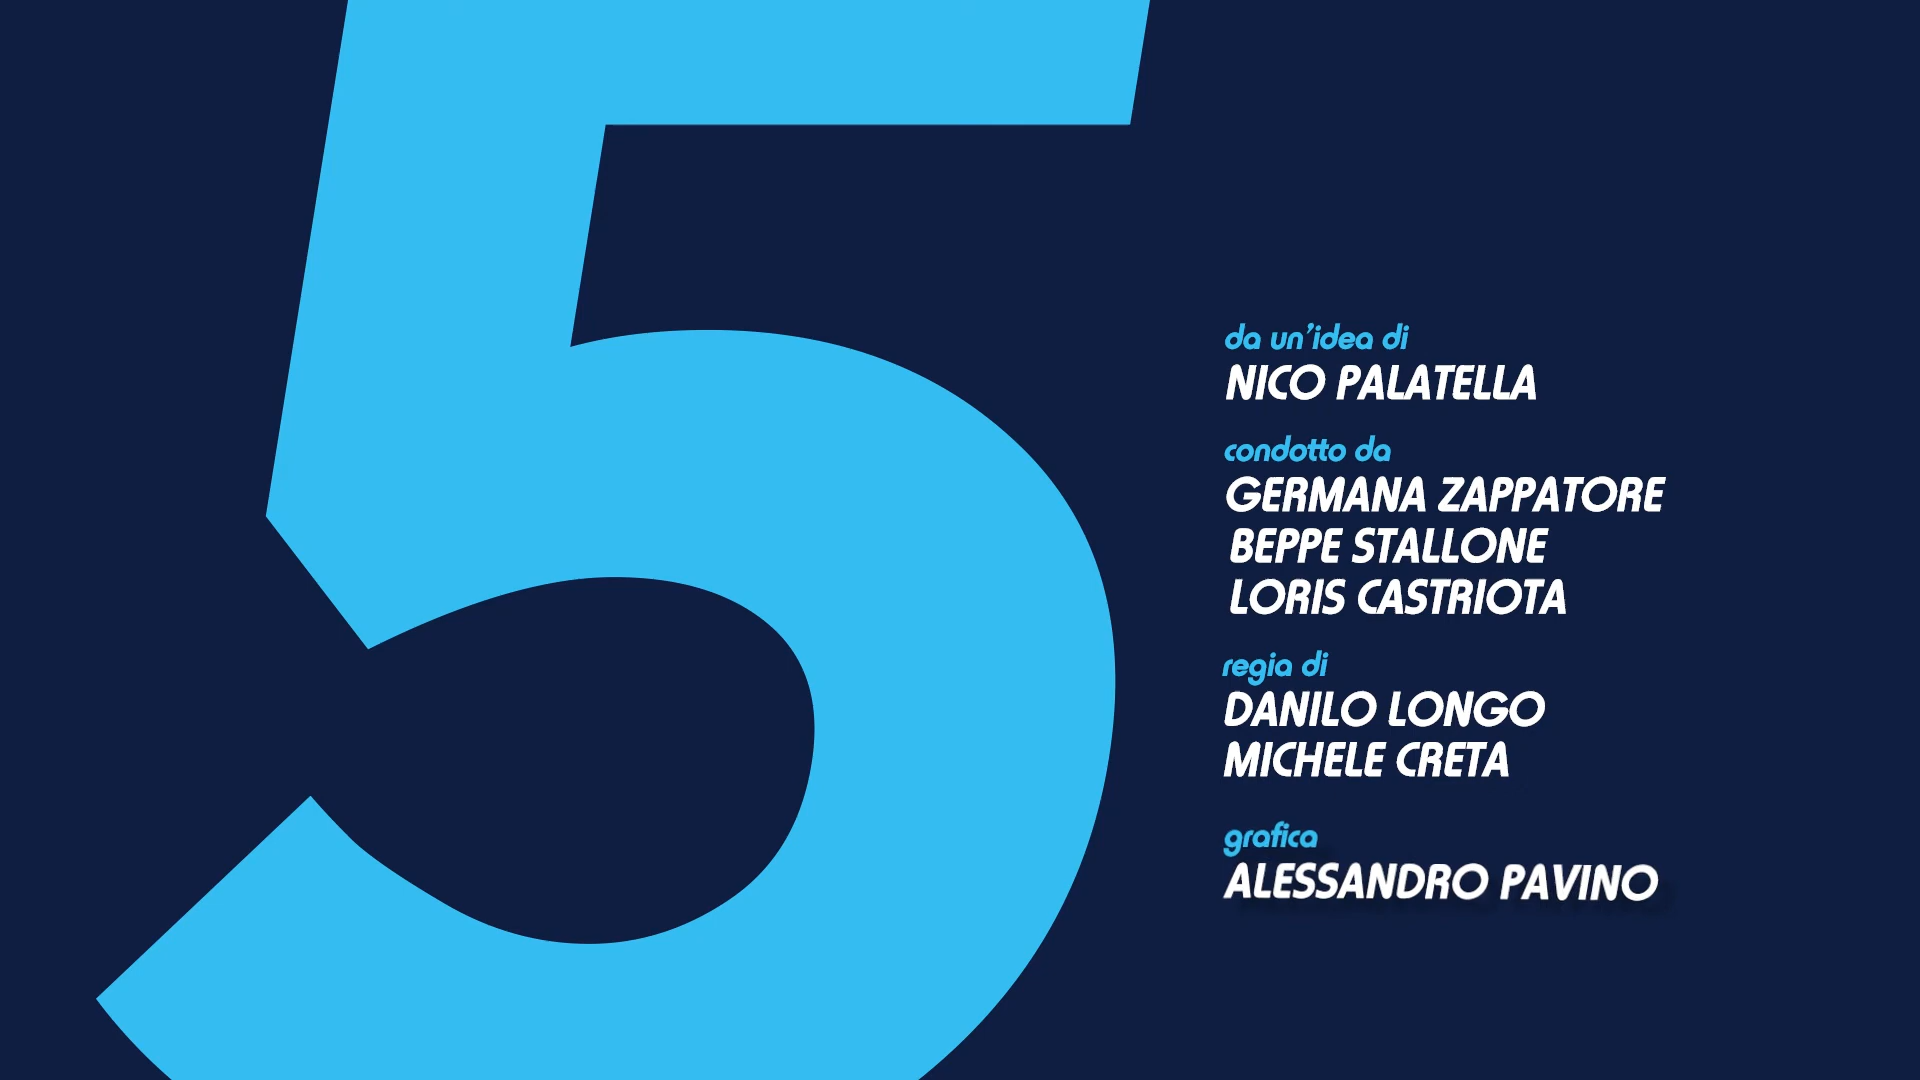 5
da un'idea di
NICO PALATELLA
condotto da
GERMANA ZAPPATORE
BEPPE STALLONE
LORIS CASTRIOTA
regia di
DANILO LONGO
MICHELE CRETA
grafica
ALESSANDRO PAVINO